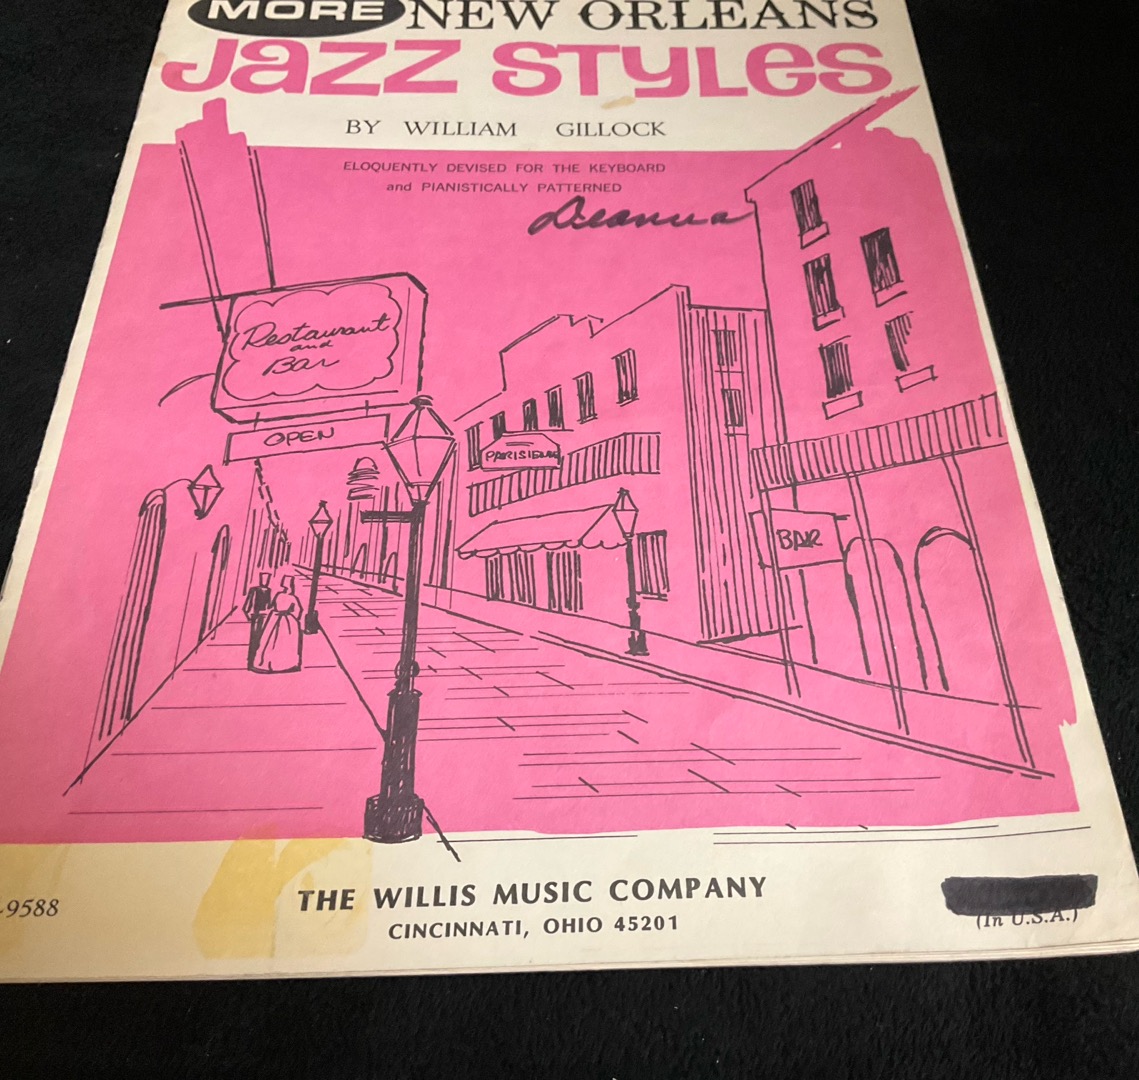 MORE NEW ORLEANS
JAZZ STYLES
BY WILLIAM GILLOCK
ELOQUENTLY DEVISED FOR THE KEYBOARD
and PIANISTICALLY PATTERNED
Deanna
Restaurant
and
Bar
OPEN
PARISIENNE
BAR
-9588
THE WILLIS MUSIC COMPANY
CINCINNATI, OHIO 45201
(In U.S.A.)